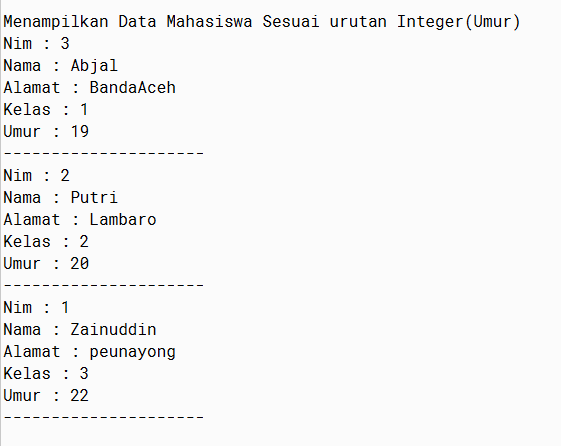 Menampilkan Data Mahasiswa Sesuai urutan Integer(Umur)
Nim : 3
Nama : Abjal
Alamat : BandaAceh
Kelas : 1
Umur : 19
---------------------
Nim : 2
Nama : Putri
Alamat : Lambaro
Kelas : 2
Umur : 20
---------------------
Nim : 1
Nama : Zainuddin
Alamat : peunayong
Kelas : 3
Umur : 22
---------------------